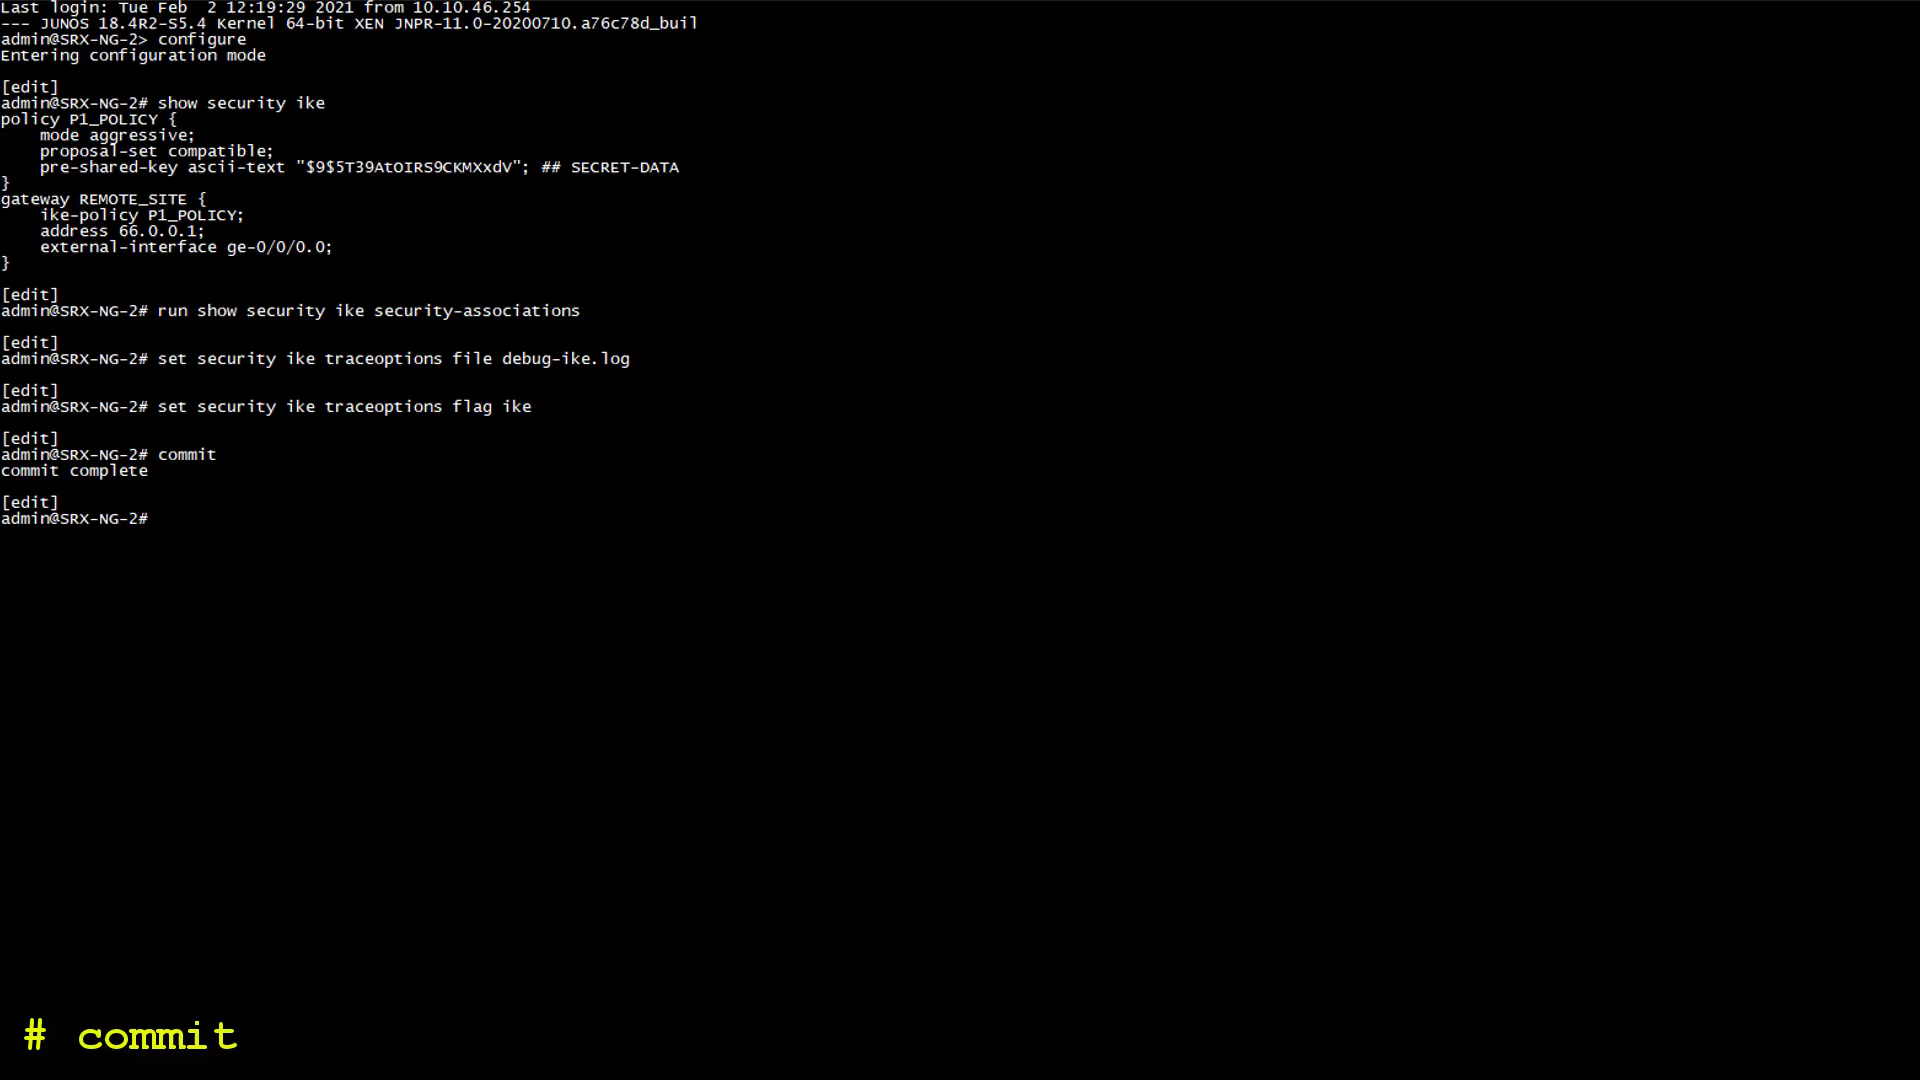 Last login: Tue Feb  2 12:19:29 2021 from 10.10.46.254
--- JUNOS 18.4R2-S5.4 Kernel 64-bit XEN JNPR-11.0-20200710.a76c78d_buil
admin@SRX-NG-2> configure
Entering configuration mode
[edit]
admin@SRX-NG-2# show security ike
policy P1_POLICY {
    mode aggressive;
    proposal-set compatible;
    pre-shared-key ascii-text "$9$5T39AtOIRS9CKMXxdV"; ## SECRET-DATA
}
gateway REMOTE_SITE {
    ike-policy P1_POLICY;
    address 66.0.0.1;
    external-interface ge-0/0/0.0;
}
[edit]
admin@SRX-NG-2# run show security ike security-associations
[edit]
admin@SRX-NG-2# set security ike traceoptions file debug-ike.log
[edit]
admin@SRX-NG-2# set security ike traceoptions flag ike
[edit]
admin@SRX-NG-2# commit
commit complete
[edit]
admin@SRX-NG-2#
# commit